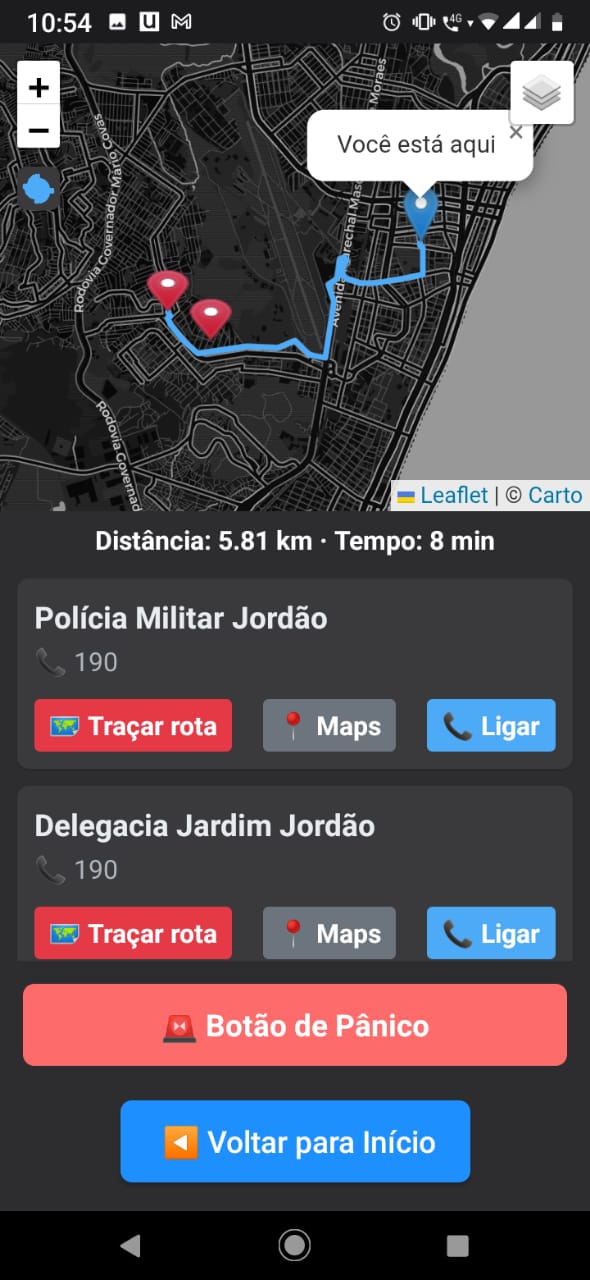 10:54
4G
+
−
Rodovia Governador Mario Covas
Avenida Marechal Mascarenhas de Moraes
Você está aqui
×
Rodovia Governad
Leaflet | © Carto
Distância: 5.81 km · Tempo: 8 min
Polícia Militar Jordão
190
Traçar rota
Maps
Ligar
Delegacia Jardim Jordão
190
Traçar rota
Maps
Ligar
Botão de Pânico
Voltar para Início